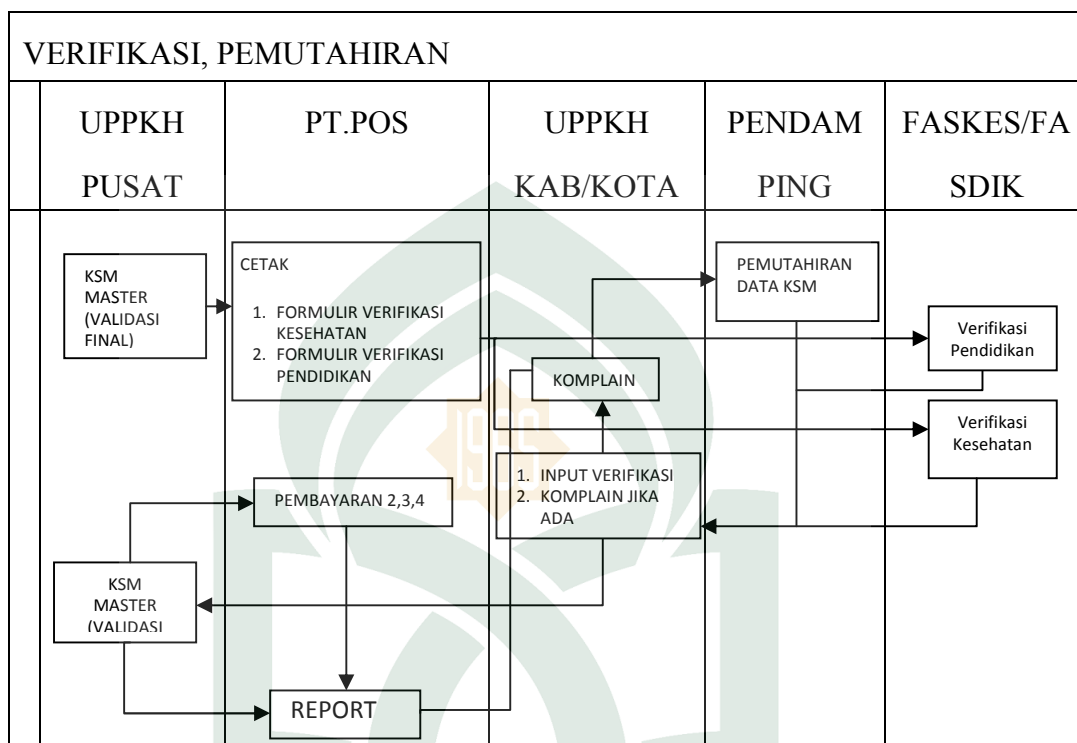 VERIFIKASI, PEMUTAHIRAN
UPPKH
PUSAT
PT.POS
UPPKH
KAB/KOTA
PENDAM
PING
FASKES/FA
SDIK
KSM
MASTER
(VALIDASI
FINAL)
CETAK
1. FORMULIR VERIFIKASI
KESEHATAN
2. FORMULIR VERIFIKASI
PENDIDIKAN
PEMUTAHIRAN
DATA KSM
Verifikasi
Pendidikan
KOMPLAIN
Verifikasi
Kesehatan
1. INPUT VERIFIKASI
2. KOMPLAIN JIKA
ADA
PEMBAYARAN 2,3,4
KSM
MASTER
(VALIDASI
REPORT
1965